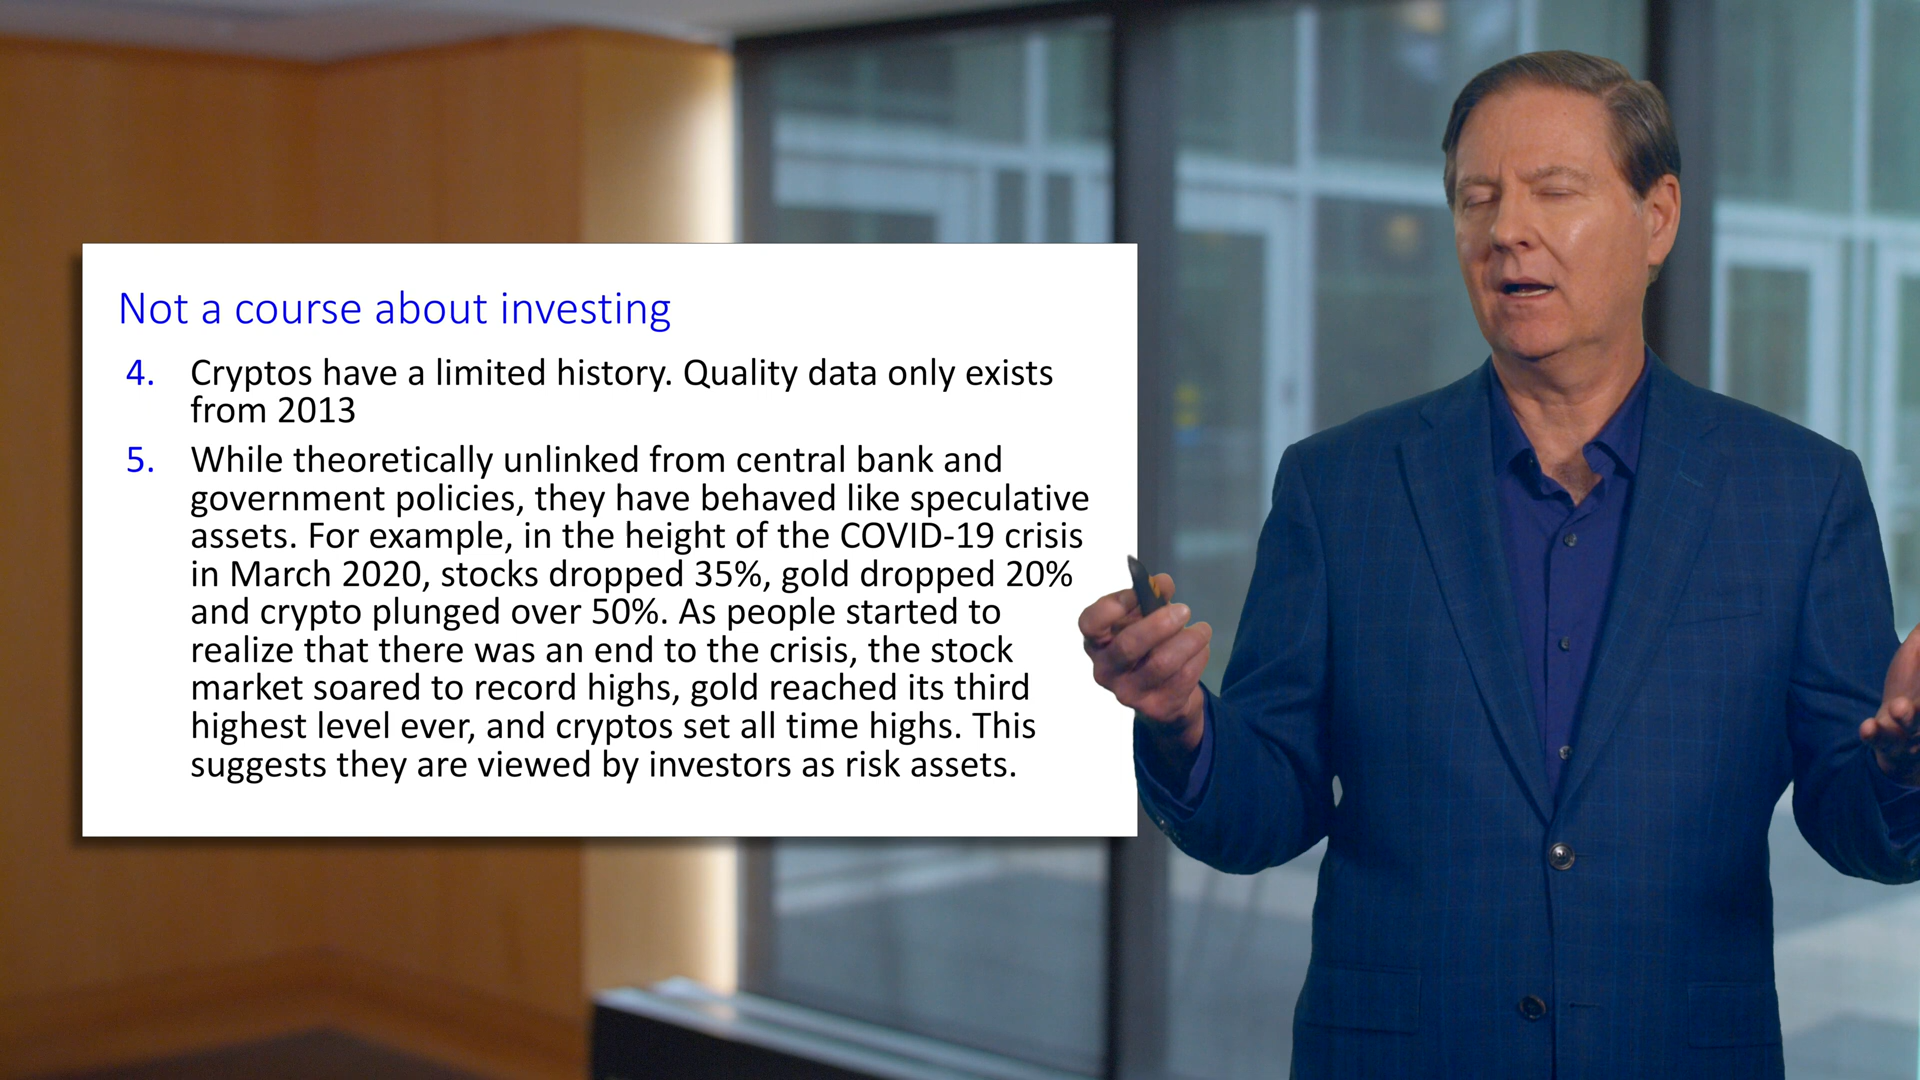 Not a course about investing
4. Cryptos have a limited history. Quality data only exists
from 2013
5. While theoretically unlinked from central bank and
government policies, they have behaved like speculative
assets. For example, in the height of the COVID-19 crisis
in March 2020, stocks dropped 35%, gold dropped 20%
and crypto plunged over 50%. As people started to
realize that there was an end to the crisis, the stock
market soared to record highs, gold reached its third
highest level ever, and cryptos set all time highs. This
suggests they are viewed by investors as risk assets.